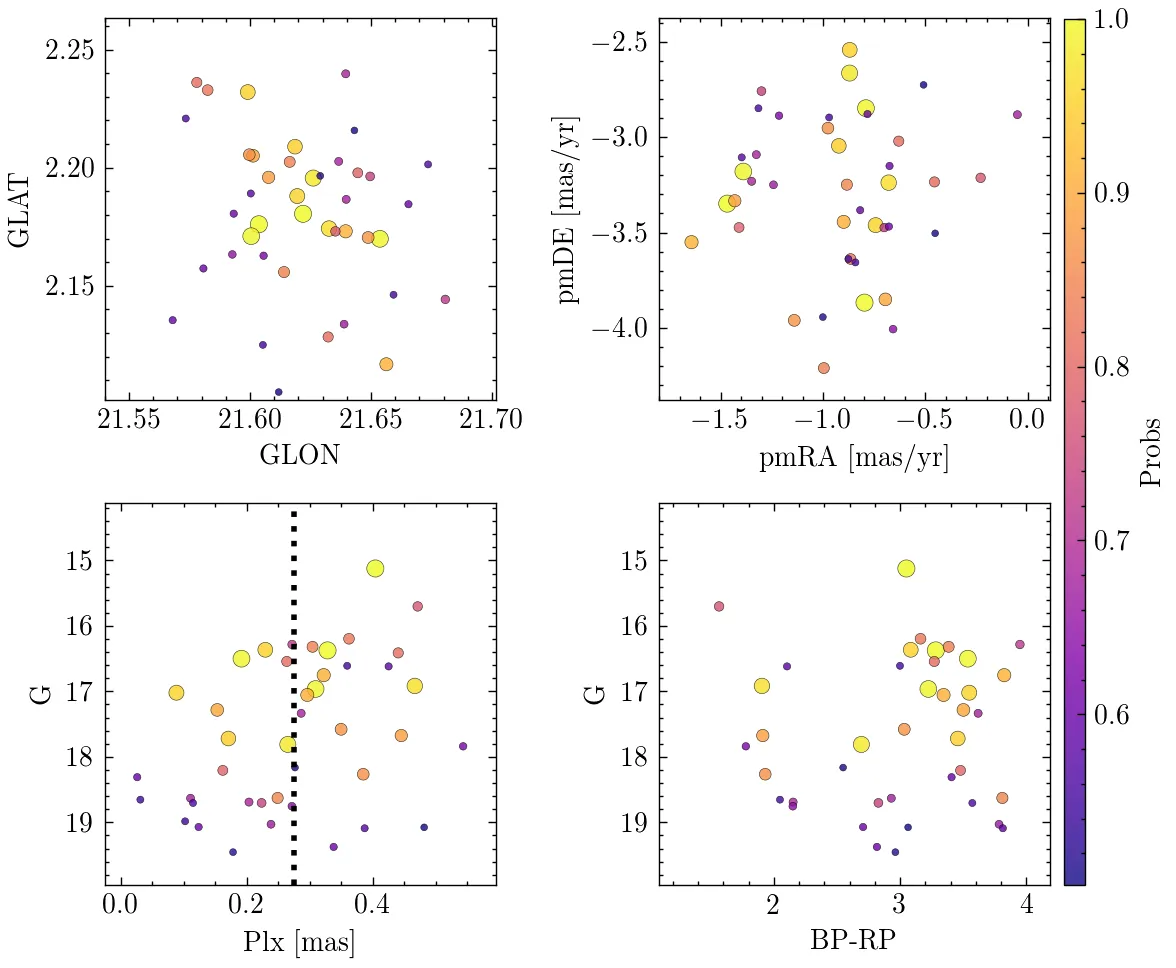 2.25
2.20
2.15
GLAT
21.55 21.60 21.65 21.70
GLON
−2.5
−3.0
−3.5
−4.0
pmDE [mas/yr]
−1.5 −1.0 −0.5 0.0
pmRA [mas/yr]
1.0
0.9
0.8
0.7
0.6
Probs
15
16
17
18
19
G
0.0 0.2 0.4
Plx [mas]
15
16
17
18
19
G
2 3 4
BP-RP